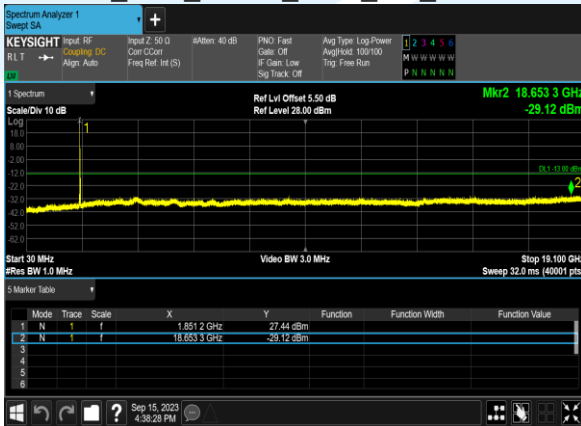 Spectrum Analyzer 1
Swept SA
+
KEYSIGHT Input: RF Input Z: 50 Ω #Atten: 40 dB PNO: Fast Avg Type: Log-Power 1 2 3 4 5 6
RLT Coupling: DC Corr CCorr Gate: Off Avg|Hold: 100/100 M W W W W W
Align: Auto Freq Ref: Int (S) IF Gain: Low Trig: Free Run
Sig Track: Off P N N N N N
1 Spectrum
Ref Lvl Offset 5.50 dB Mkr2 18.653 3 GHz
Scale/Div 10 dB Ref Level 28.00 dBm -29.12 dBm
Log
1
18.0
8.00
-2.00
DL1 -13.00 dBm
-12.0
2
-22.0
-32.0
-42.0
-52.0
-62.0
Start 30 MHz Video BW 3.0 MHz Stop 19.100 GHz
#Res BW 1.0 MHz Sweep 32.0 ms (40001 pts)
5 Marker Table
Mode Trace Scale X Y Function Function Width Function Value
1 N 1 f 1.851 2 GHz 27.44 dBm
2 N 1 f 18.653 3 GHz -29.12 dBm
3
4
5
6
? Sep 15, 2023
4:38:28 PM